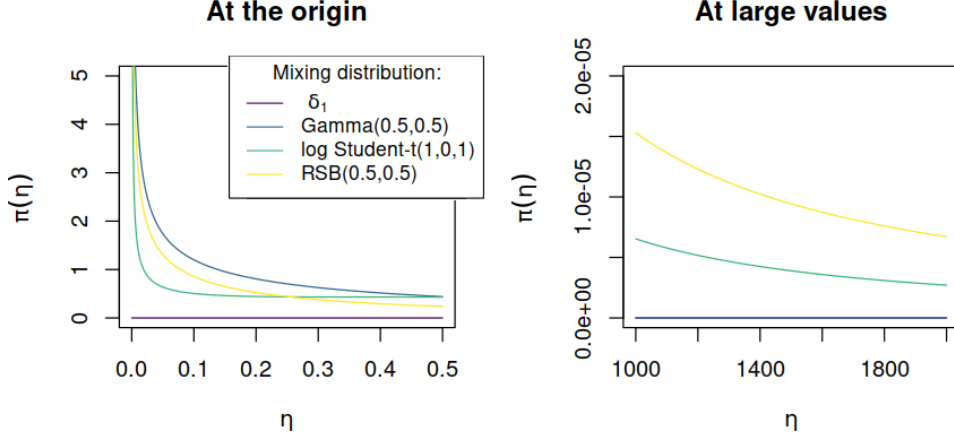 At the origin
At large values
π(η)
5
4
3
2
1
0
Mixing distribution:
δ1
Gamma(0.5,0.5)
log Student-t(1,0,1)
RSB(0.5,0.5)
0.0 0.1 0.2 0.3 0.4 0.5
η
π(η)
2.0e-05
1.0e-05
0.0e+00
1000 1400 1800
η